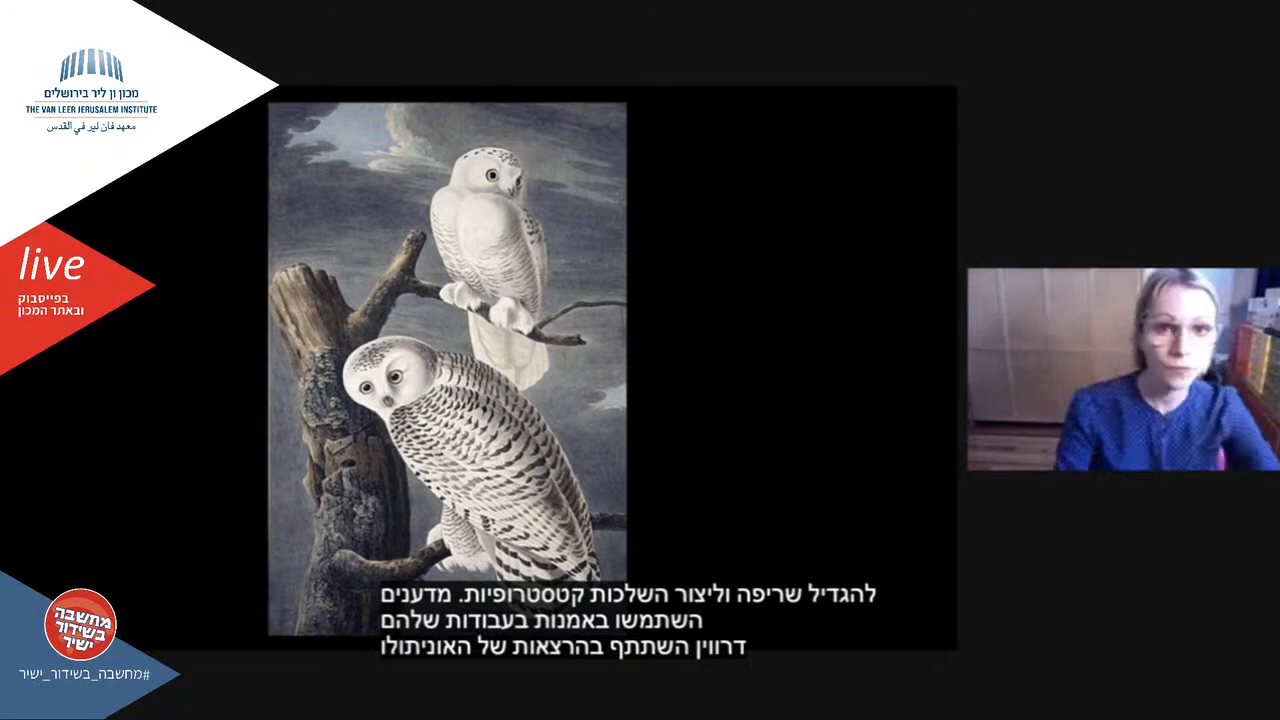 מכון ון ליר בירושלים
THE VAN LEER JERUSALEM INSTITUTE
معهد فان لير في القدس
live
בפייסבוק
ובאתר המכון
להגדיל שריפה וליצור השלכות קטסטרופיות. מדענים
השתמשו באמנות בעבודות שלהם
דרווין השתתף בהרצאות של האוניתולו
מחשבה
בשידור
ישיר
#מחשבה_בשידור_ישיר